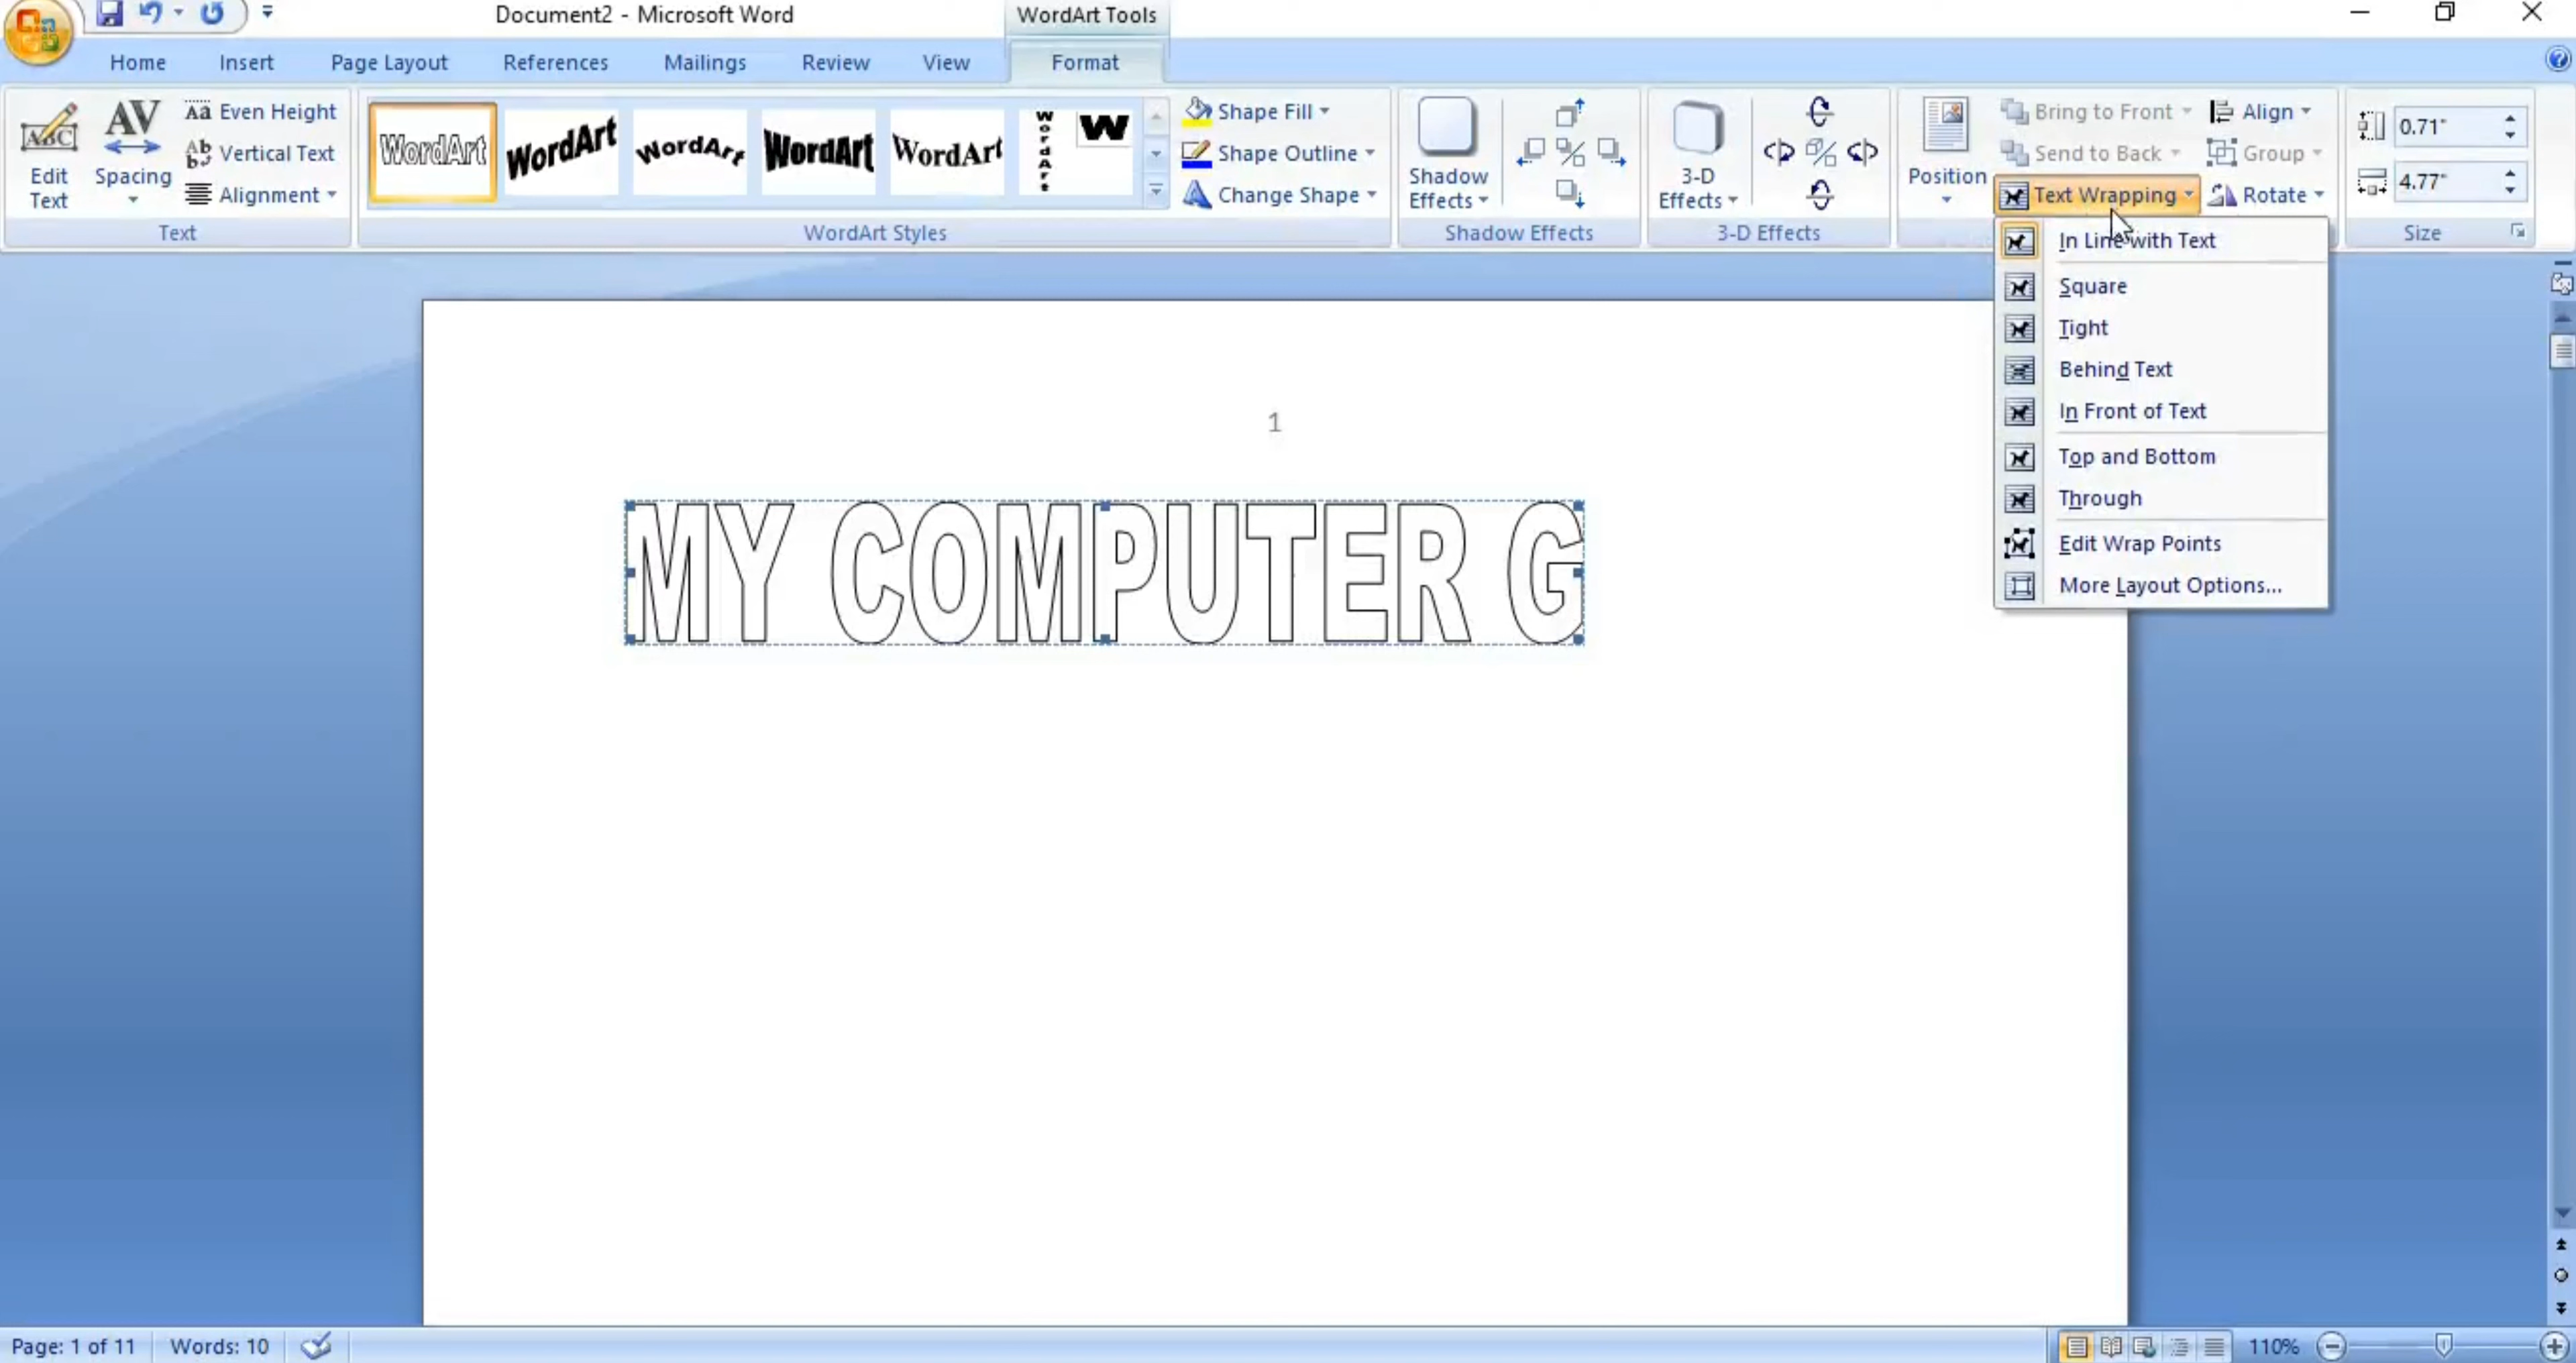 Document2 - Microsoft Word
WordArt Tools
Home Insert Page Layout References Mailings Review View Format
Edit Text
Spacing
Even Height
Vertical Text
Alignment
Text
WordArt WordArt WordArt WordArt WordArt WordArt W
WordArt Styles
Shape Fill
Shape Outline
Change Shape
Shadow Effects
Shadow Effects
3-D Effects
3-D Effects
Position
Bring to Front
Send to Back
Text Wrapping
Align
Group
Rotate
0.71"
4.77"
Size
In Line with Text
Square
Tight
Behind Text
In Front of Text
Top and Bottom
Through
Edit Wrap Points
More Layout Options...
1
MY COMPUTER G
Page: 1 of 11 Words: 10 110%